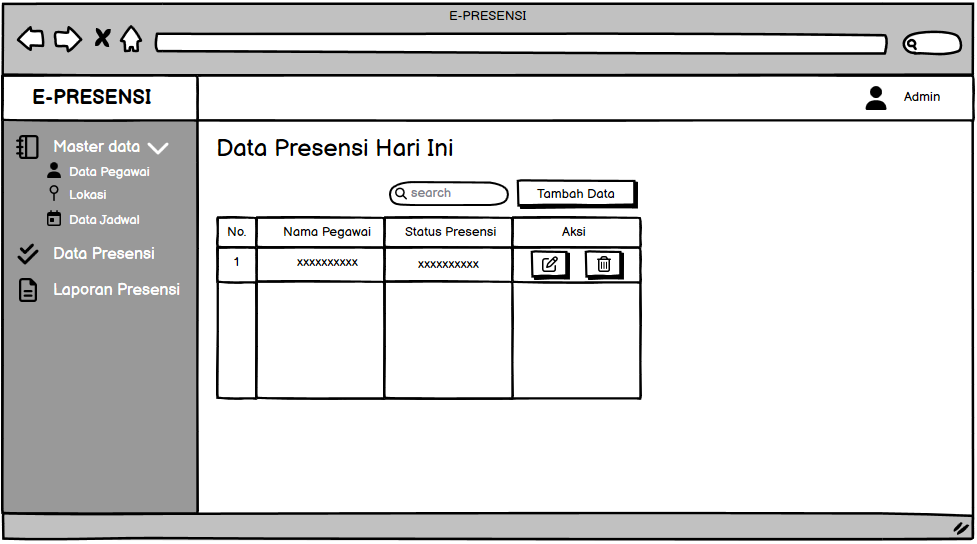 E-PRESENSI
E-PRESENSI
Admin
Master data
Data Pegawai
Lokasi
Data Jadwal
Data Presensi
Laporan Presensi
Data Presensi Hari Ini
search
Tambah Data
No. Nama Pegawai Status Presensi Aksi
1 xxxxxxxxxx xxxxxxxxxx